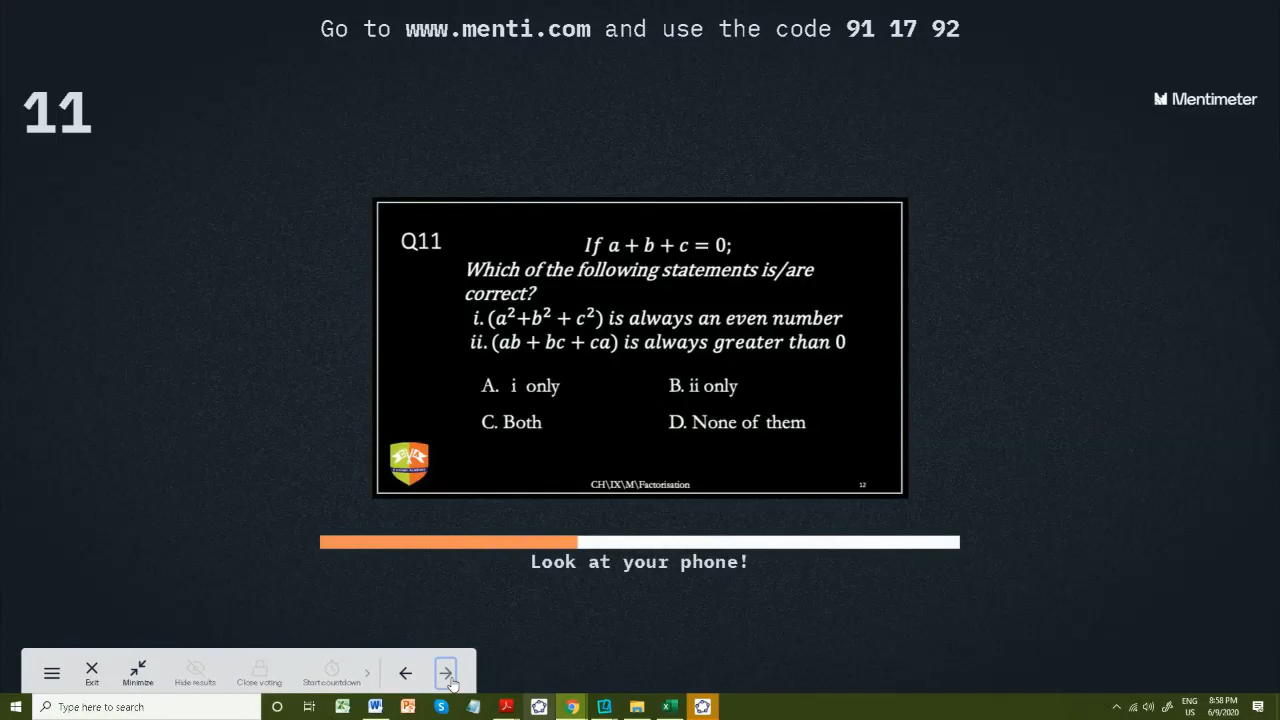 Go to www.menti.com and use the code 91 17 92
11
Mentimeter
Q11
If a + b + c = 0;
Which of the following statements is/are
correct?
i. (a²+b² + c²) is always an even number
ii. (ab + bc + ca) is always greater than 0
A. i only
B. ii only
C. Both
D. None of them
CH\IX\M\Factorisation
12
Look at your phone!
Exit
Minimize
Hide results
Close voting
Start countdown
Type here to search
ENG
US
8:58 PM
6/9/2020